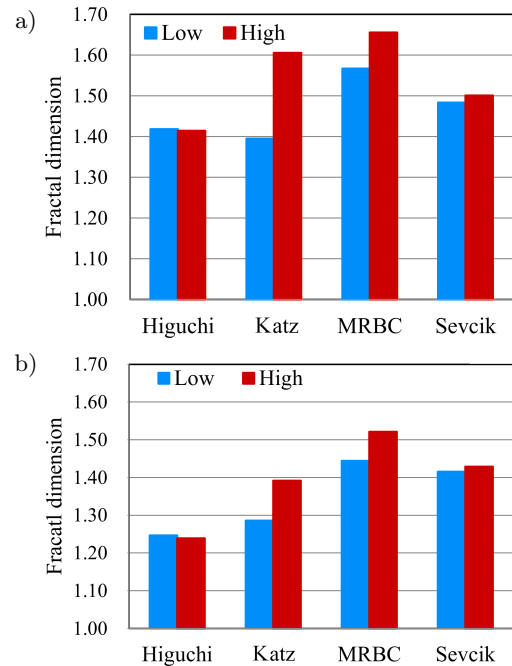 a)
1.70
Low High
1.60
1.50
1.40
1.30
1.20
1.10
1.00
Fractal dimension
Higuchi Katz MRBC Sevcik
b)
1.70
Low High
1.60
1.50
1.40
1.30
1.20
1.10
1.00
Fracatl dimension
Higuchi Katz MRBC Sevcik